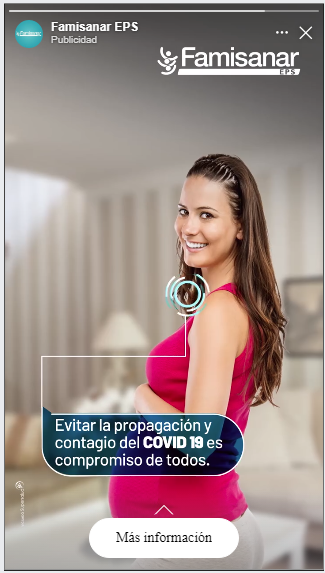 Famisanar EPS
Publicidad
Famisanar
EPS
Evitar la propagación y
contagio del COVID 19 es
compromiso de todos.
Más información